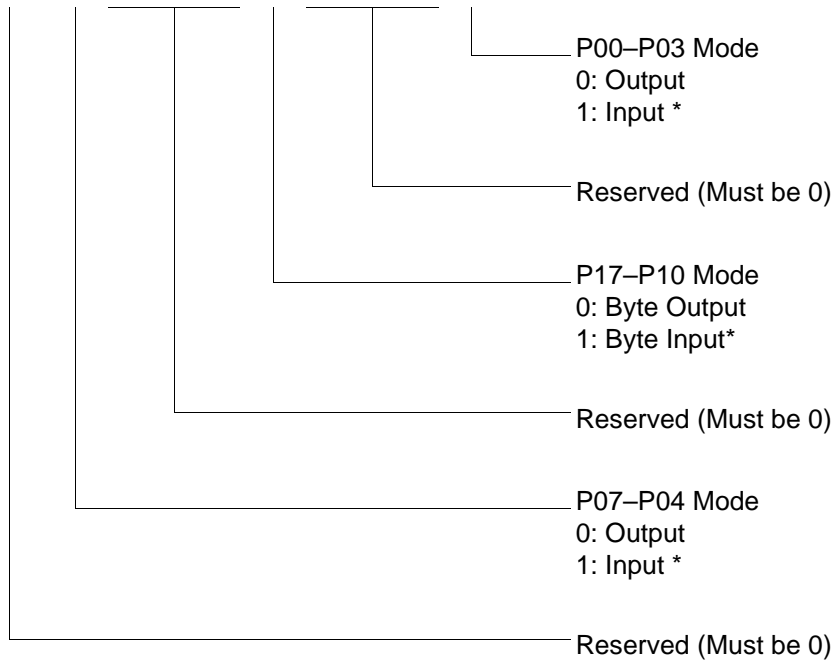 P00–P03 Mode
0: Output
1: Input *
Reserved (Must be 0)
P17–P10 Mode
0: Byte Output
1: Byte Input*
Reserved (Must be 0)
P07–P04 Mode
0: Output
1: Input *
Reserved (Must be 0)